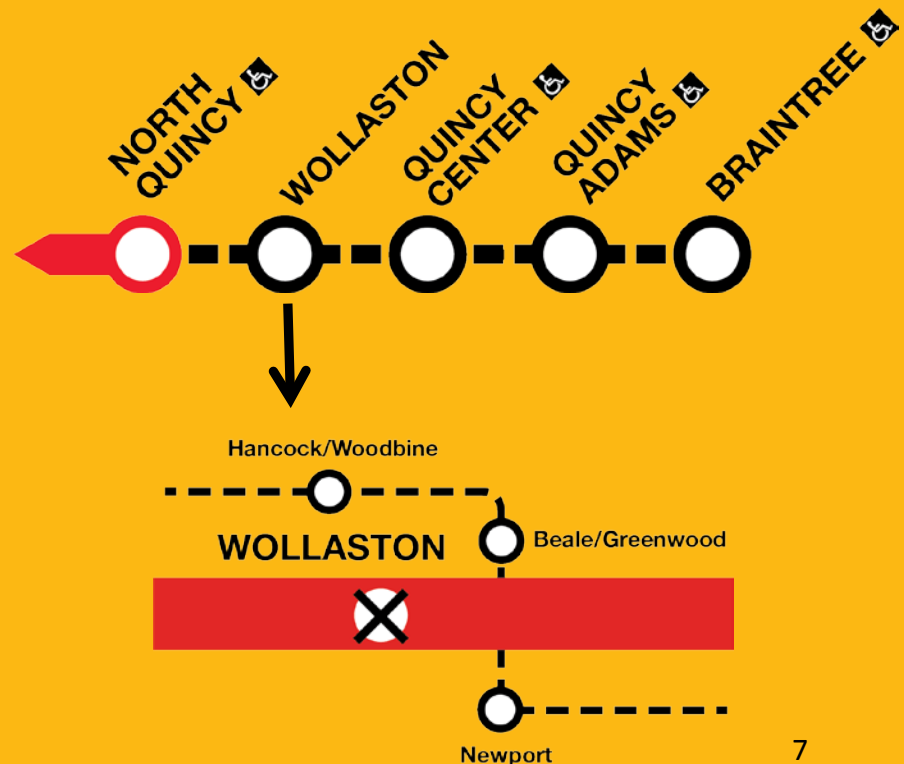 NORTH
QUINCY
WOLLASTON
QUINCY
CENTER
QUINCY
ADAMS
BRAINTREE
Hancock/Woodbine
WOLLASTON
Beale/Greenwood
Newport
7